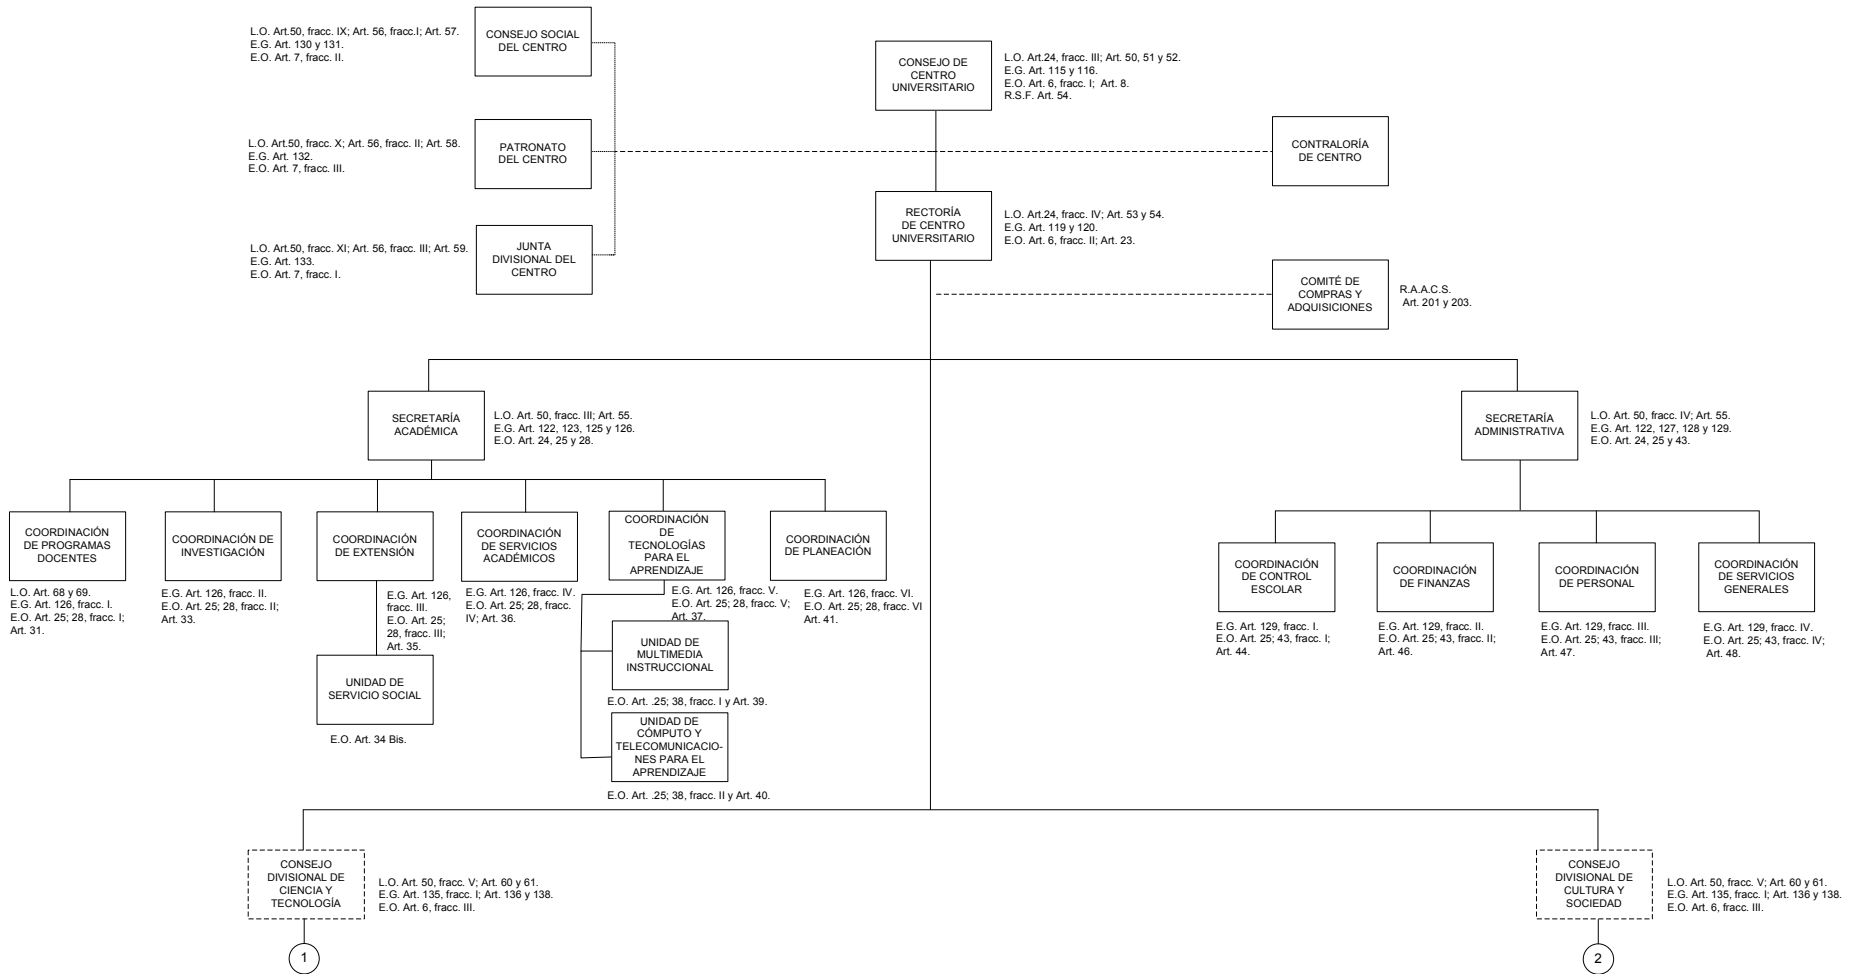 L.O. Art.50, fracc. IX; Art. 56, fracc.I; Art. 57.
E.G. Art. 130 y 131.
E.O. Art. 7, fracc. II.
CONSEJO SOCIAL
DEL CENTRO
CONSEJO DE
CENTRO
UNIVERSITARIO
L.O. Art.24, fracc. III; Art. 50, 51 y 52.
E.G. Art. 115 y 116.
E.O. Art. 6, fracc. I;  Art. 8.
R.S.F. Art. 54.
L.O. Art.50, fracc. X; Art. 56, fracc. II; Art. 58.
E.G. Art. 132.
E.O. Art. 7, fracc. III.
PATRONATO
DEL CENTRO
CONTRALORÍA
DE CENTRO
RECTORÍA
DE CENTRO
UNIVERSITARIO
L.O. Art.24, fracc. IV; Art. 53 y 54.
E.G. Art. 119 y 120.
E.O. Art. 6, fracc. II; Art. 23.
L.O. Art.50, fracc. XI; Art. 56, fracc. III; Art. 59.
E.G. Art. 133.
E.O. Art. 7, fracc. I.
JUNTA
DIVISIONAL DEL
CENTRO
COMITÉ DE
COMPRAS Y
ADQUISICIONES
R.A.A.C.S.
Art. 201 y 203.
SECRETARÍA
ACADÉMICA
L.O. Art. 50, fracc. III; Art. 55.
E.G. Art. 122, 123, 125 y 126.
E.O. Art. 24, 25 y 28.
SECRETARÍA
ADMINISTRATIVA
L.O. Art. 50, fracc. IV; Art. 55.
E.G. Art. 122, 127, 128 y 129.
E.O. Art. 24, 25 y 43.
COORDINACIÓN
DE PROGRAMAS
DOCENTES
L.O. Art. 68 y 69.
E.G. Art. 126, fracc. I.
E.O. Art. 25; 28, fracc. I;
Art. 31.
COORDINACIÓN DE
INVESTIGACIÓN
E.G. Art. 126, fracc. II.
E.O. Art. 25; 28, fracc. II;
Art. 33.
COORDINACIÓN
DE EXTENSIÓN
E.G. Art. 126,
fracc. III.
E.O. Art. 25;
28, fracc. III;
Art. 35.
UNIDAD DE
SERVICIO SOCIAL
E.O. Art. 34 Bis.
COORDINACIÓN
DE SERVICIOS
ACADÉMICOS
E.G. Art. 126, fracc. IV.
E.O. Art. 25; 28, fracc.
IV; Art. 36.
COORDINACIÓN
DE
TECNOLOGÍAS
PARA EL
APRENDIZAJE
E.G. Art. 126, fracc. V.
E.O. Art. 25; 28, fracc. V;
Art. 37.
UNIDAD DE
MULTIMEDIA
INSTRUCCIONAL
E.O. Art. .25; 38, fracc. I y Art. 39.
UNIDAD DE
CÓMPUTO Y
TELECOMUNICACIO-
NES PARA EL
APRENDIZAJE
E.O. Art. .25; 38, fracc. II y Art. 40.
COORDINACIÓN
DE PLANEACIÓN
E.G. Art. 126, fracc. VI.
E.O. Art. 25; 28, fracc. VI
Art. 41.
COORDINACIÓN
DE CONTROL
ESCOLAR
E.G. Art. 129, fracc. I.
E.O. Art. 25; 43, fracc. I;
Art. 44.
COORDINACIÓN
DE FINANZAS
E.G. Art. 129, fracc. II.
E.O. Art. 25; 43, fracc. II;
Art. 46.
COORDINACIÓN
DE PERSONAL
E.G. Art. 129, fracc. III.
E.O. Art. 25; 43, fracc. III;
Art. 47.
COORDINACIÓN
DE SERVICIOS
GENERALES
E.G. Art. 129, fracc. IV.
E.O. Art. 25; 43, fracc. IV;
Art. 48.
CONSEJO
DIVISIONAL DE
CIENCIA Y
TECNOLOGÍA
L.O. Art. 50, fracc. V; Art. 60 y 61.
E.G. Art. 135, fracc. I; Art. 136 y 138.
E.O. Art. 6, fracc. III.
1
CONSEJO
DIVISIONAL DE
CULTURA Y
SOCIEDAD
L.O. Art. 50, fracc. V; Art. 60 y 61.
E.G. Art. 135, fracc. I; Art. 136 y 138.
E.O. Art. 6, fracc. III.
2